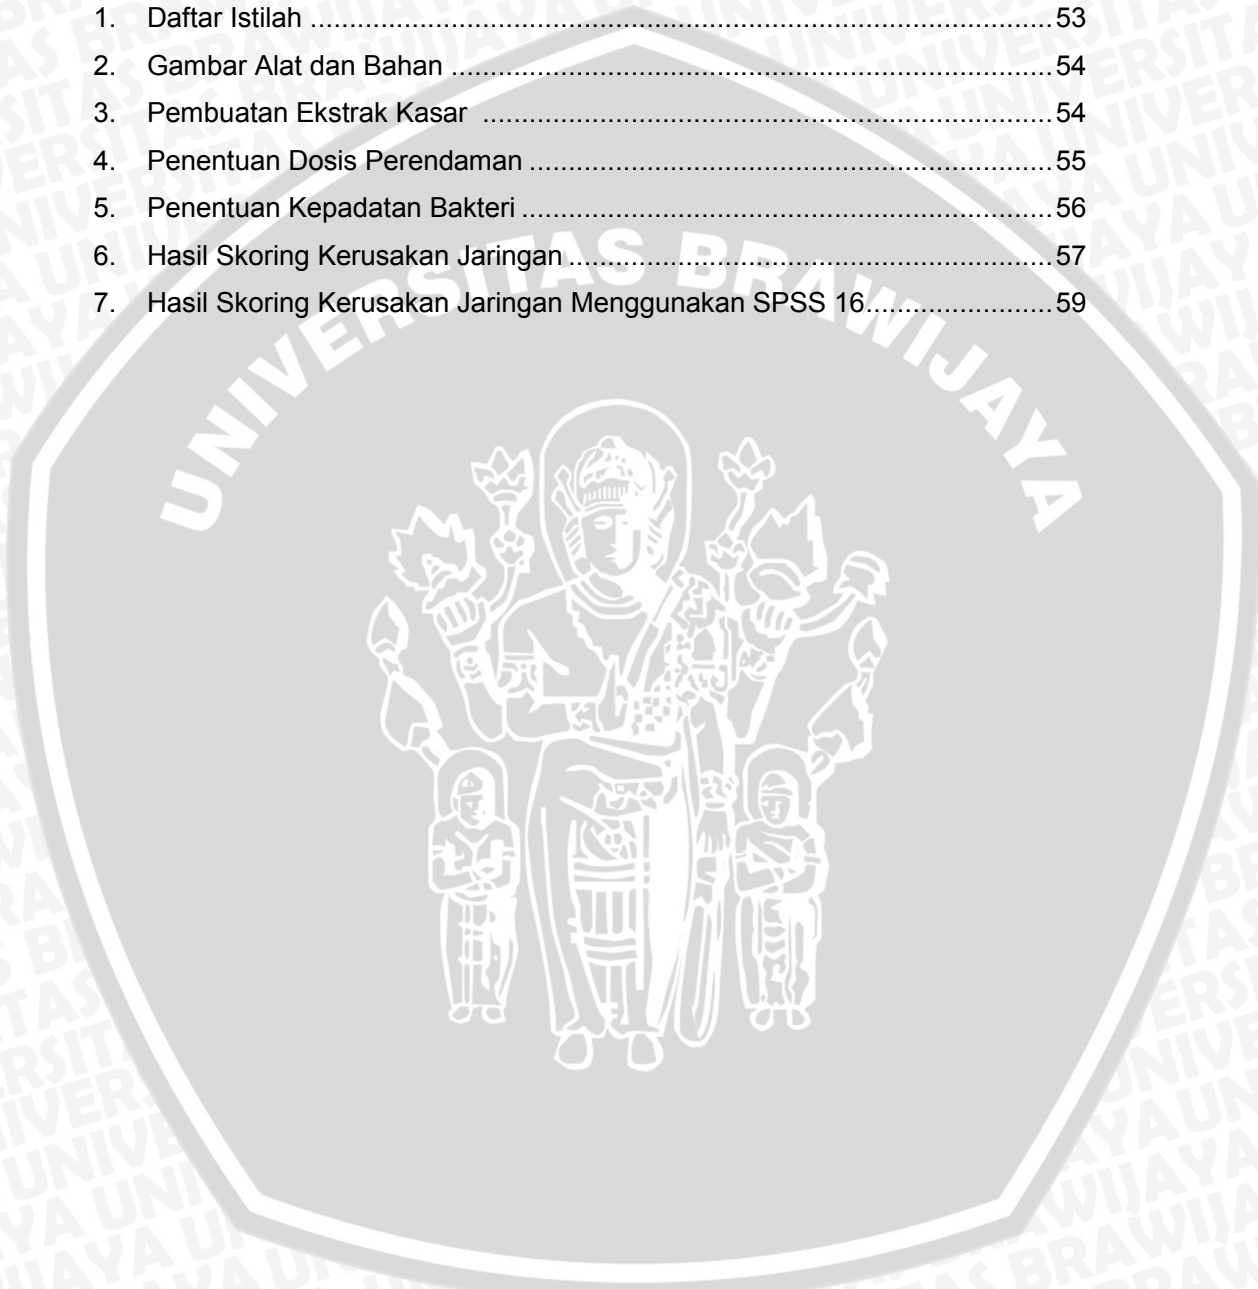 1. Daftar Istilah ................................................................................................ 53
2. Gambar Alat dan Bahan .............................................................................. 54
3. Pembuatan Ekstrak Kasar .......................................................................... 54
4. Penentuan Dosis Perendaman .................................................................... 55
5. Penentuan Kepadatan Bakteri ..................................................................... 56
6. Hasil Skoring Kerusakan Jaringan ............................................................... 57
7. Hasil Skoring Kerusakan Jaringan Menggunakan SPSS 16 ........................ 59
UNIVERSITAS BRAWIJAYA